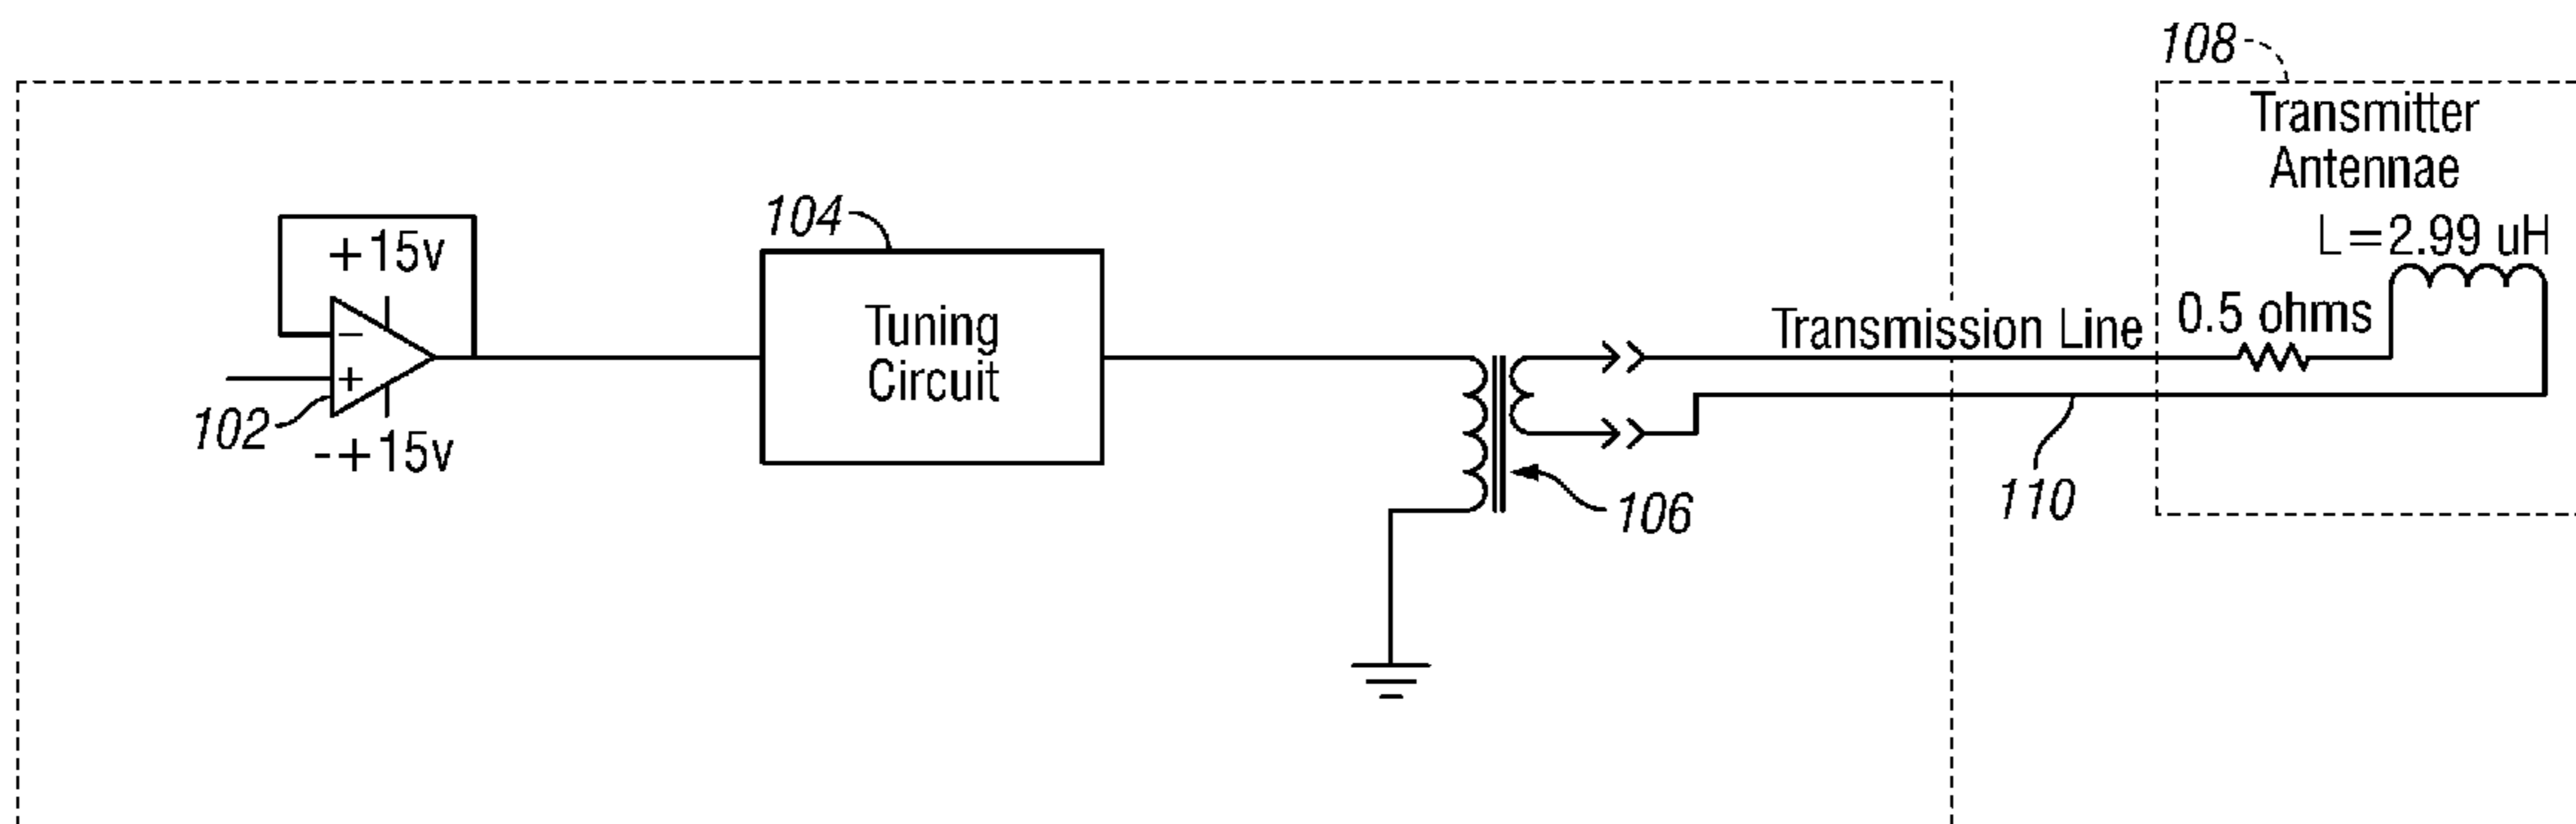 108
Transmitter
Antennae
L=2.99 uH
104
+15v
Tuning
Circuit
Transmission Line
0.5 ohms
−
+
102
-+15v
106
110